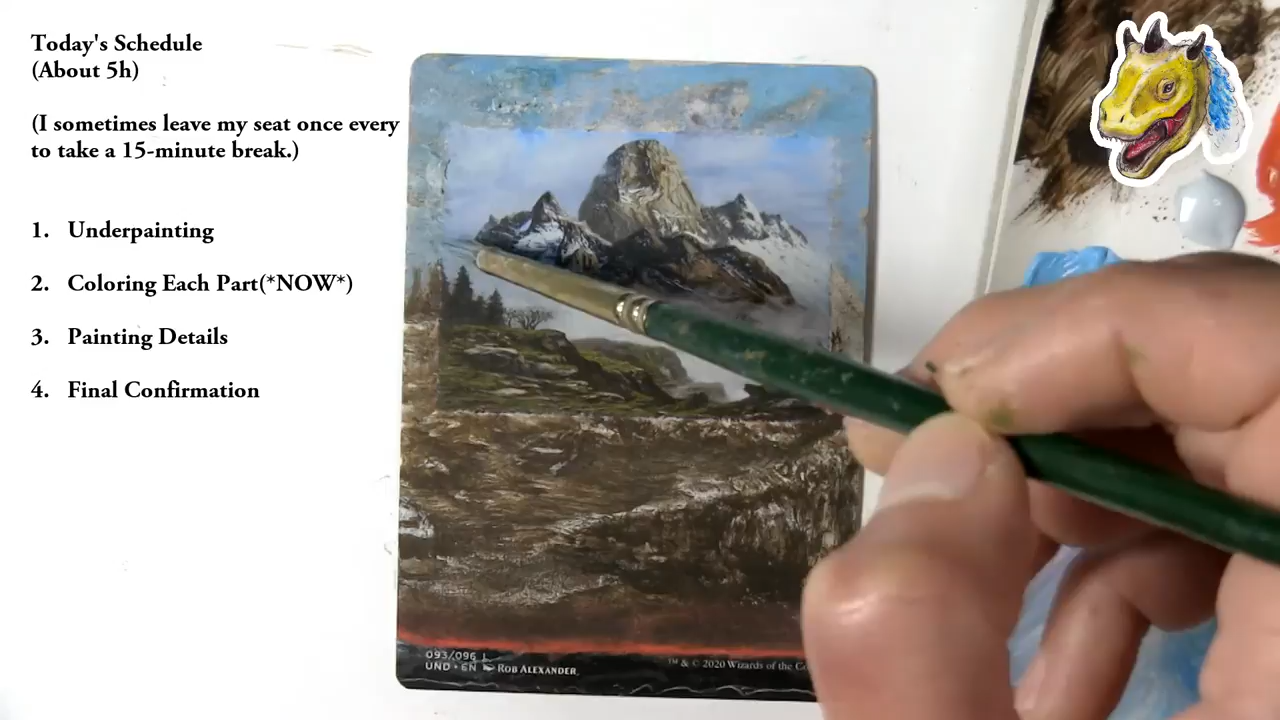 Today's Schedule
(About 5h)
(I sometimes leave my seat once every
to take a 15-minute break.)
1. Underpainting
2. Coloring Each Part(*NOW*)
3. Painting Details
4. Final Confirmation
093/096 L
UND • EN ROB ALEXANDER
™ & © 2020 Wizards of the